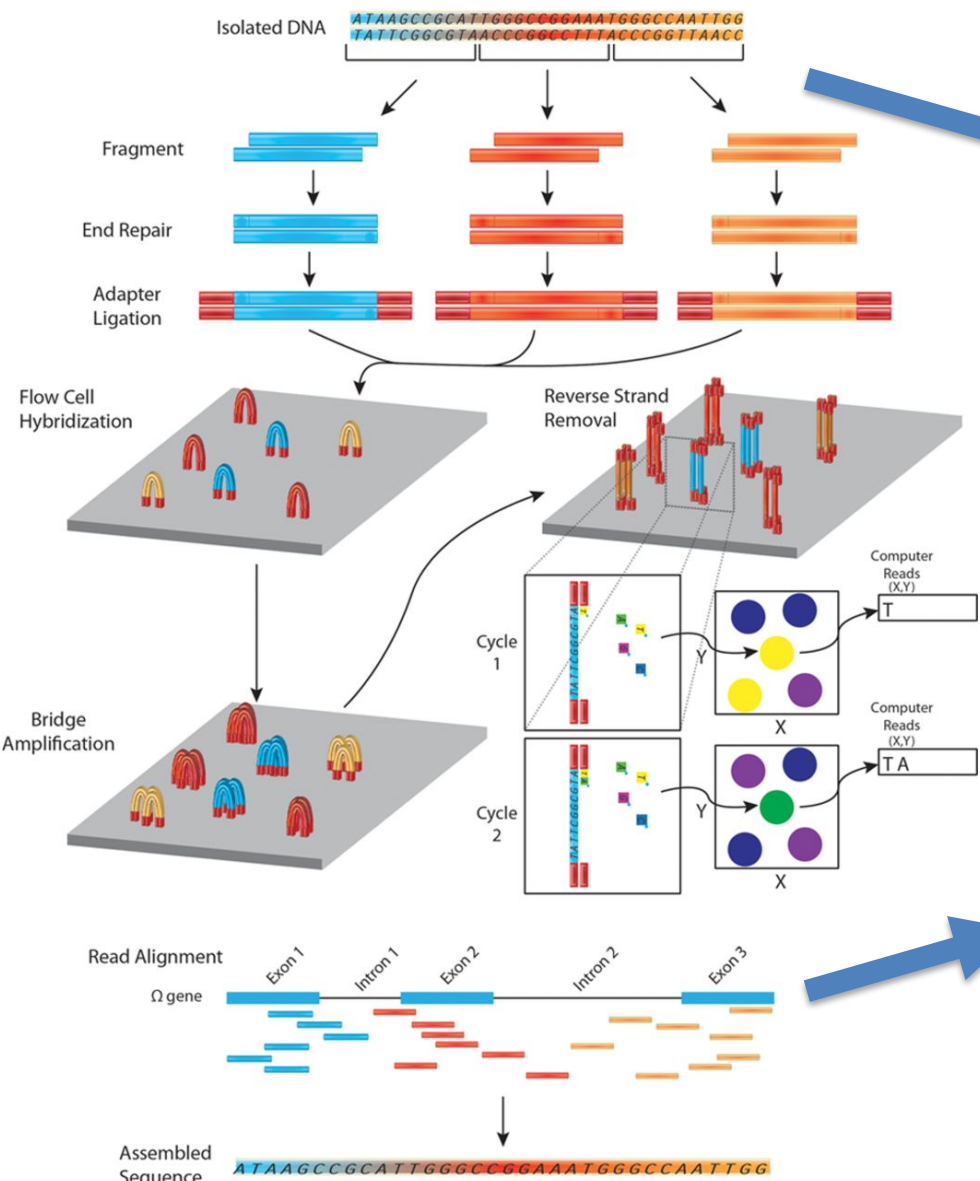 Isolated DNA
ATAAGCCGCATTGGGCCGGAAATGGGCCAATTGG
TATTCGGCGTAACCCGGCCTTTACCCGGTTAACC
Fragment
End Repair
Adapter
Ligation
Flow Cell
Hybridization
Reverse Strand
Removal
Bridge
Amplification
Cycle
1
TATTCGGCGTA
T
A
T
G
C
Y
X
Computer
Reads
(X,Y)
T
Cycle
2
TATTCGGCGTA
T
A
A
T
G
C
Y
X
Computer
Reads
(X,Y)
T A
Read Alignment
Exon 1
Intron 1
Exon 2
Intron 2
Exon 3
Ω gene
Assembled
Sequence
ATAAGCCGCATTGGGCCGGAAATGGGCCAATTGG